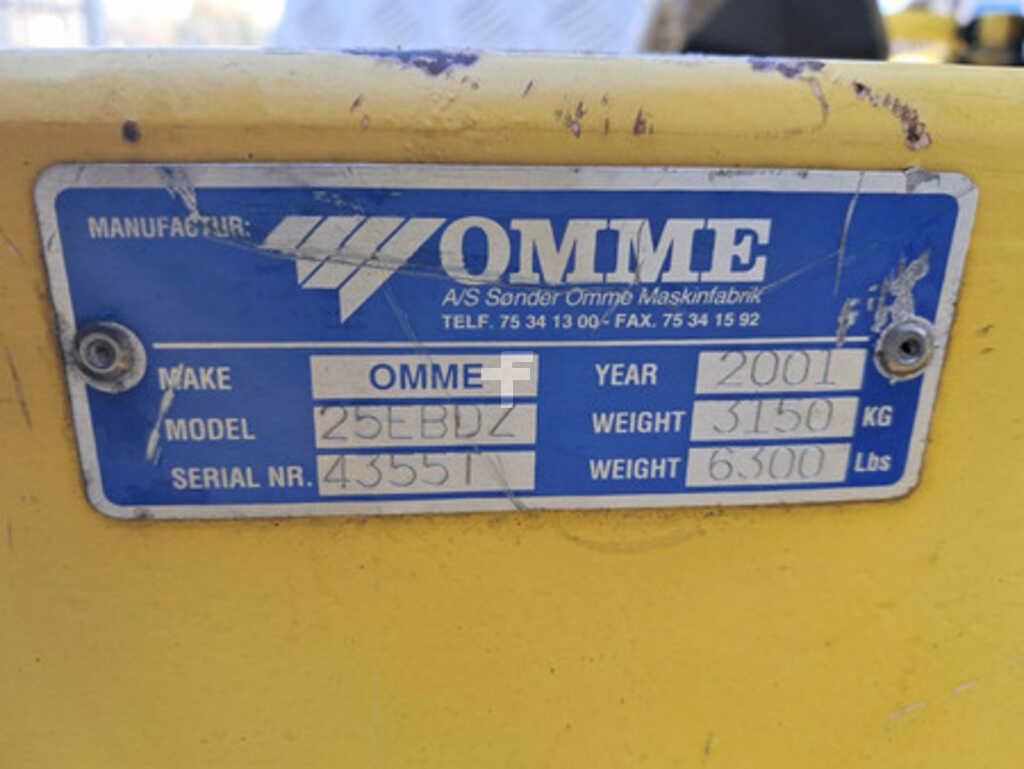 MANUFACTUR: OMME
A/S Sønder Omme Maskinfabrik
TELF. 75 34 13 00 - FAX. 75 34 15 92
MAKE OMME YEAR 2001
MODEL 25EBDZ WEIGHT 3150 KG
SERIAL NR. 4355T WEIGHT 6300 Lbs